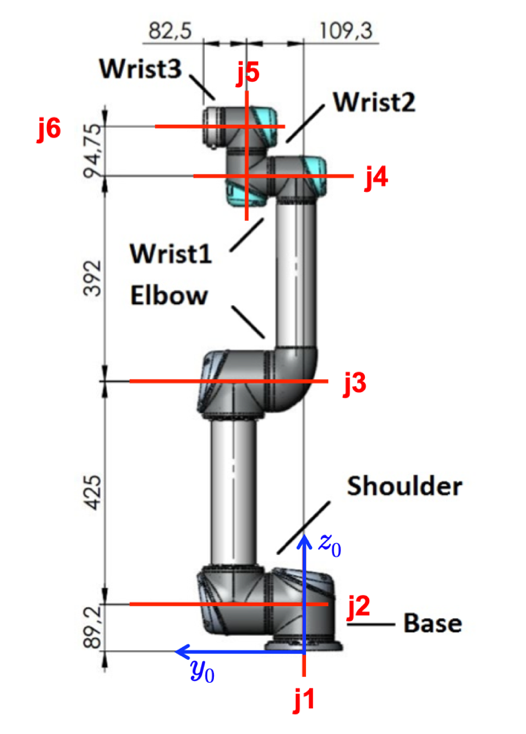 82,5
109,3
Wrist3
j5
Wrist2
j6
94,75
j4
Wrist1
392
Elbow
j3
425
Shoulder
z0
j2
89,2
Base
y0
j1